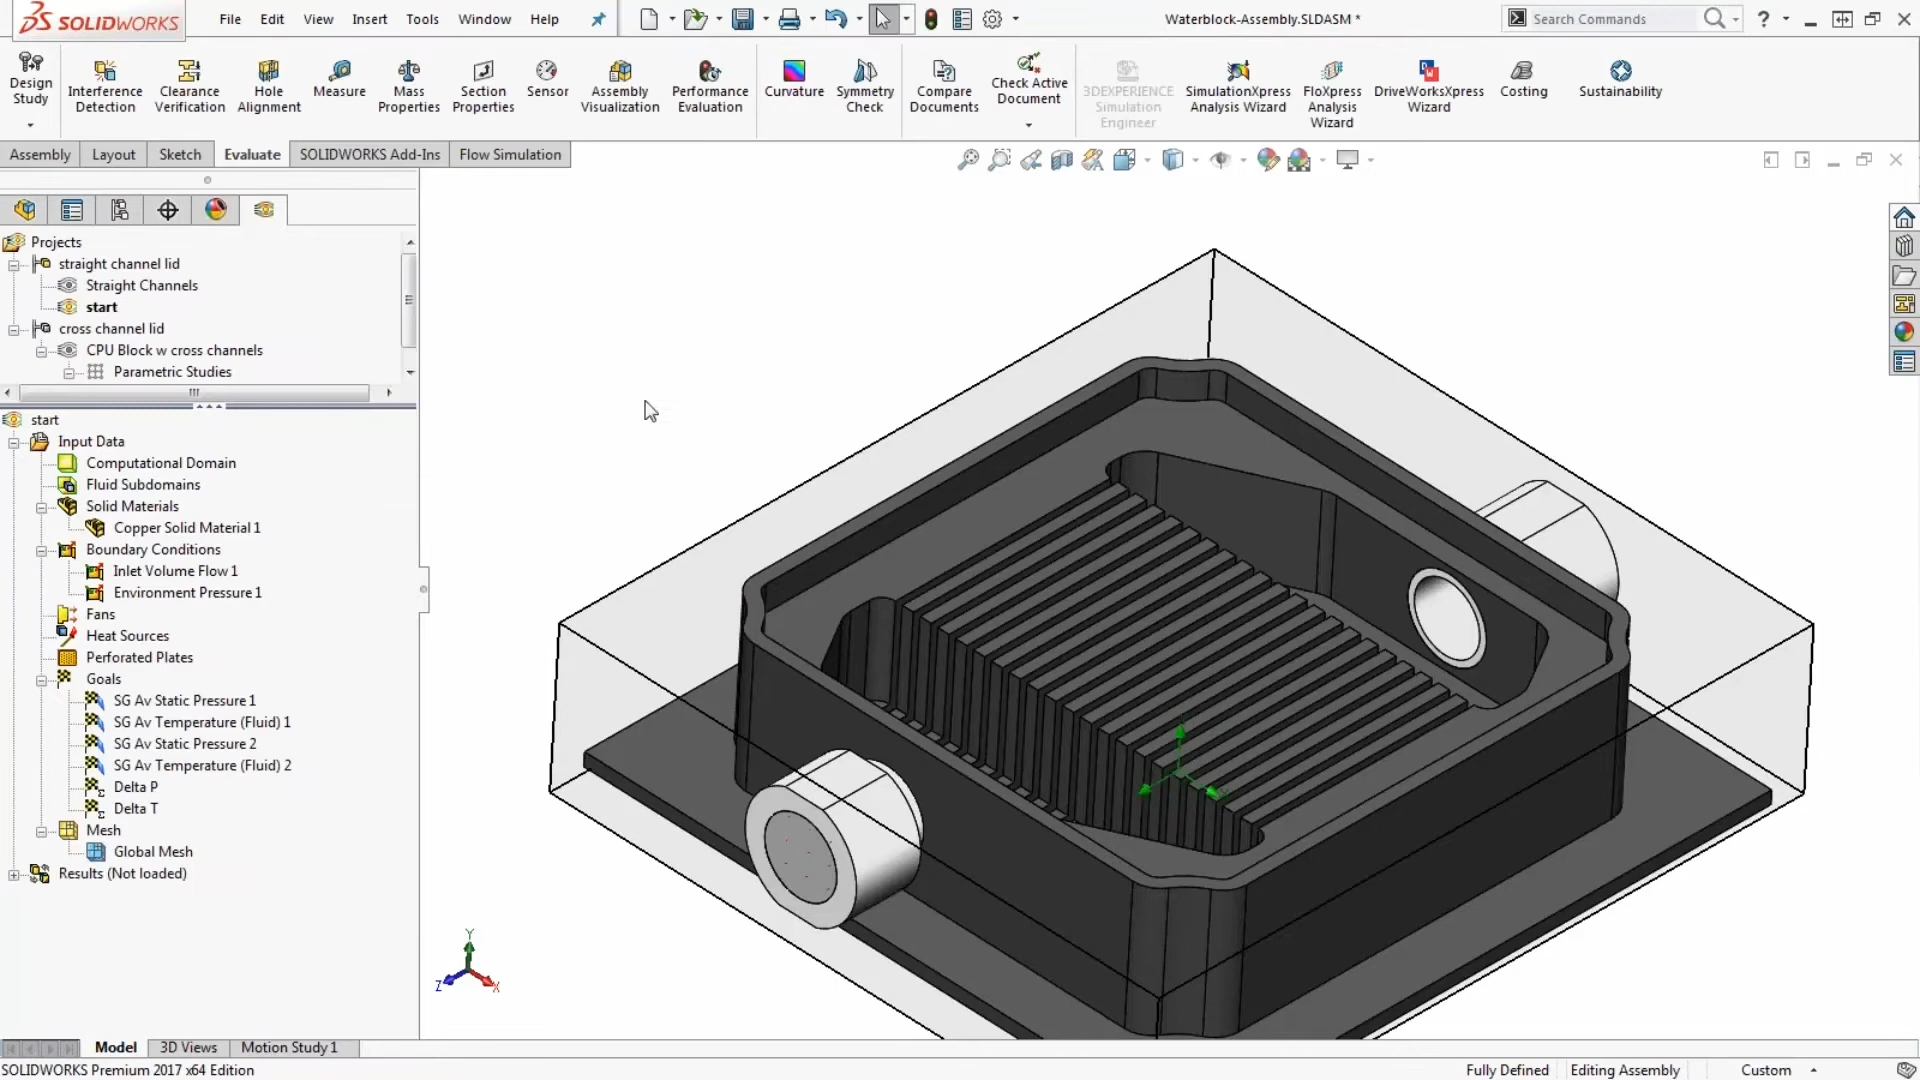 SOLIDWORKS File Edit View Insert Tools Window Help Waterblock-Assembly.SLDASM * Search Commands ?
Design Study
Interference Detection
Clearance Verification
Hole Alignment
Measure
Mass Properties
Section Properties
Sensor
Assembly Visualization
Performance Evaluation
Curvature
Symmetry Check
Compare Documents
Check Active Document
3DEXPERIENCE Simulation Engineer
SimulationXpress Analysis Wizard
FloXpress Analysis Wizard
DriveWorksXpress Wizard
Costing
Sustainability
Assembly Layout Sketch Evaluate SOLIDWORKS Add-Ins Flow Simulation
Projects
straight channel lid
Straight Channels
start
cross channel lid
CPU Block w cross channels
Parametric Studies
start
Input Data
Computational Domain
Fluid Subdomains
Solid Materials
Copper Solid Material 1
Boundary Conditions
Inlet Volume Flow 1
Environment Pressure 1
Fans
Heat Sources
Perforated Plates
Goals
SG Av Static Pressure 1
SG Av Temperature (Fluid) 1
SG Av Static Pressure 2
SG Av Temperature (Fluid) 2
Delta P
Delta T
Mesh
Global Mesh
Results (Not loaded)
Y
Z X
Model 3D Views Motion Study 1
SOLIDWORKS Premium 2017 x64 Edition Fully Defined Editing Assembly Custom